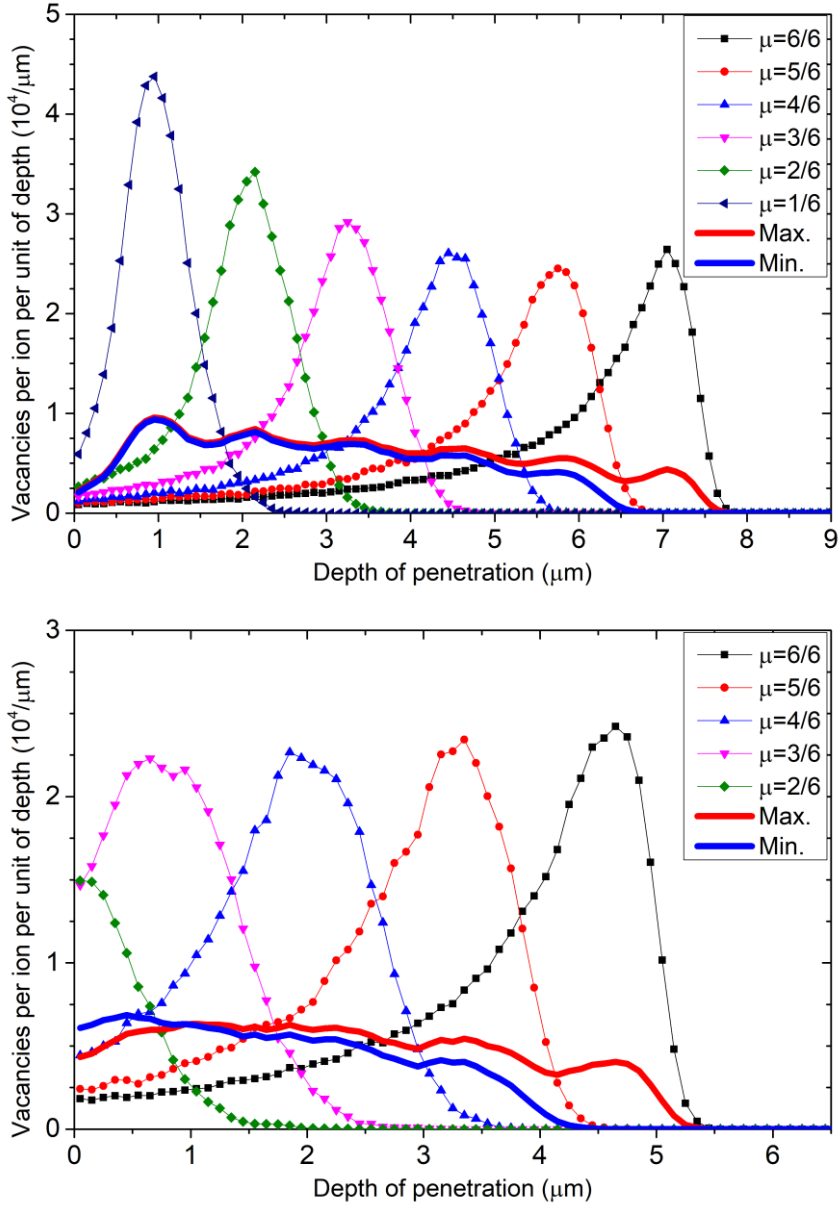 Vacancies per ion per unit of depth (10⁴/μm)
5
4
3
2
1
0
μ=6/6
μ=5/6
μ=4/6
μ=3/6
μ=2/6
μ=1/6
Max.
Min.
0 1 2 3 4 5 6 7 8 9
Depth of penetration (μm)
Vacancies per ion per unit of depth (10⁴/μm)
3
2
1
0
μ=6/6
μ=5/6
μ=4/6
μ=3/6
μ=2/6
Max.
Min.
0 1 2 3 4 5 6
Depth of penetration (μm)